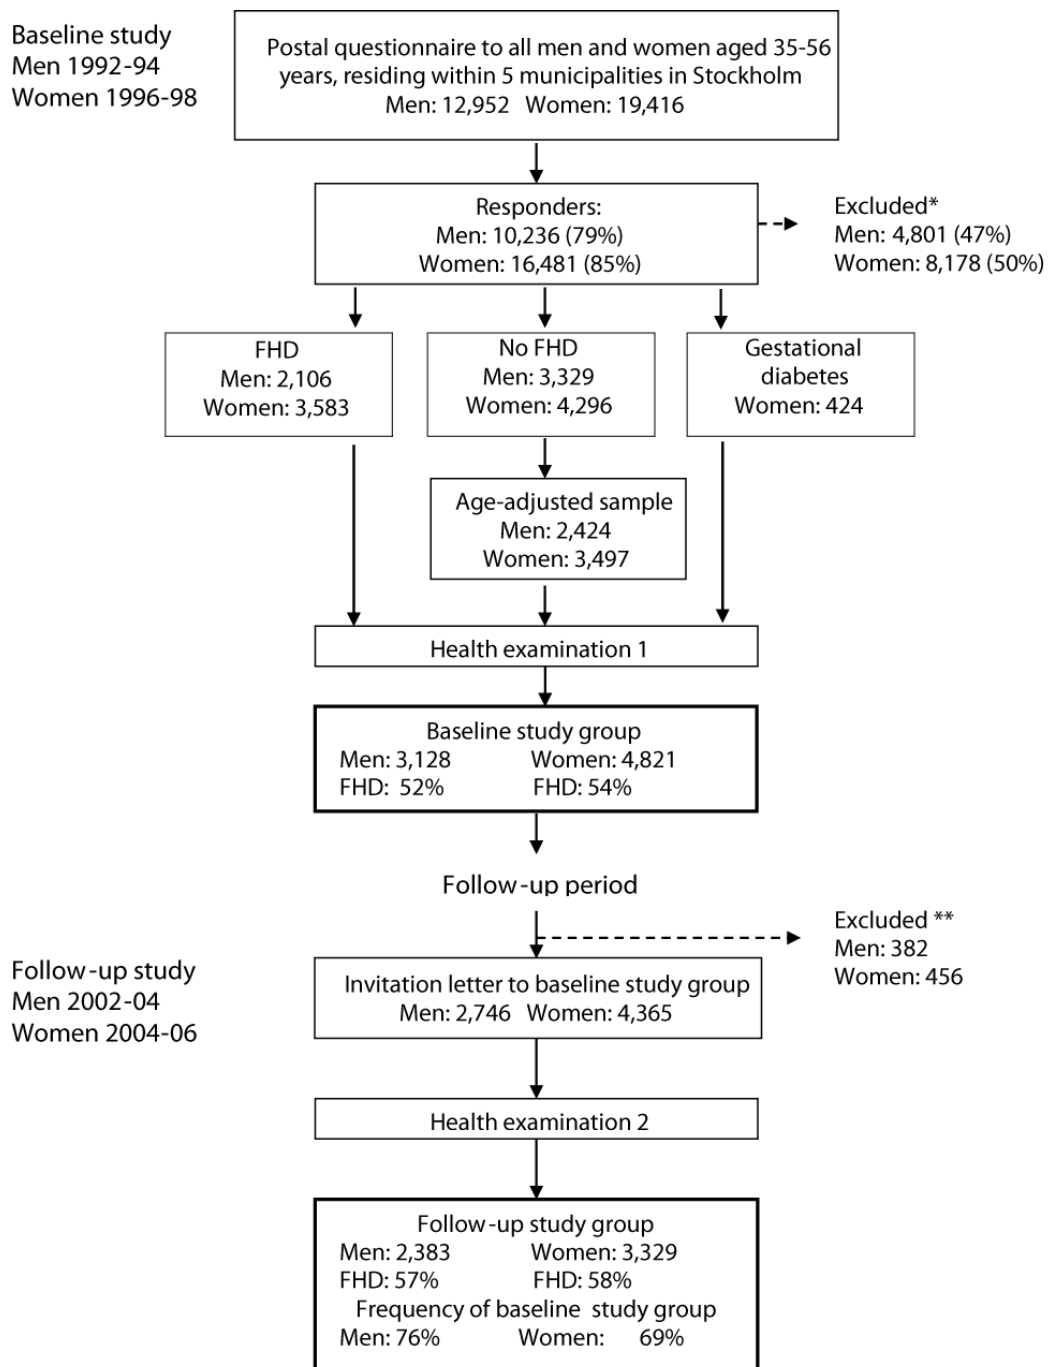 Baseline study
Men 1992-94
Women 1996-98
Postal questionnaire to all men and women aged 35-56
years, residing within 5 municipalities in Stockholm
Men: 12,952 Women: 19,416
Responders:
Men: 10,236 (79%)
Women: 16,481 (85%)
Excluded*
Men: 4,801 (47%)
Women: 8,178 (50%)
FHD
Men: 2,106
Women: 3,583
No FHD
Men: 3,329
Women: 4,296
Gestational
diabetes
Women: 424
Age-adjusted sample
Men: 2,424
Women: 3,497
Health examination 1
Baseline study group
Men: 3,128 Women: 4,821
FHD: 52% FHD: 54%
Follow-up period
Excluded **
Men: 382
Women: 456
Follow-up study
Men 2002-04
Women 2004-06
Invitation letter to baseline study group
Men: 2,746 Women: 4,365
Health examination 2
Follow-up study group
Men: 2,383 Women: 3,329
FHD: 57% FHD: 58%
Frequency of baseline study group
Men: 76% Women: 69%